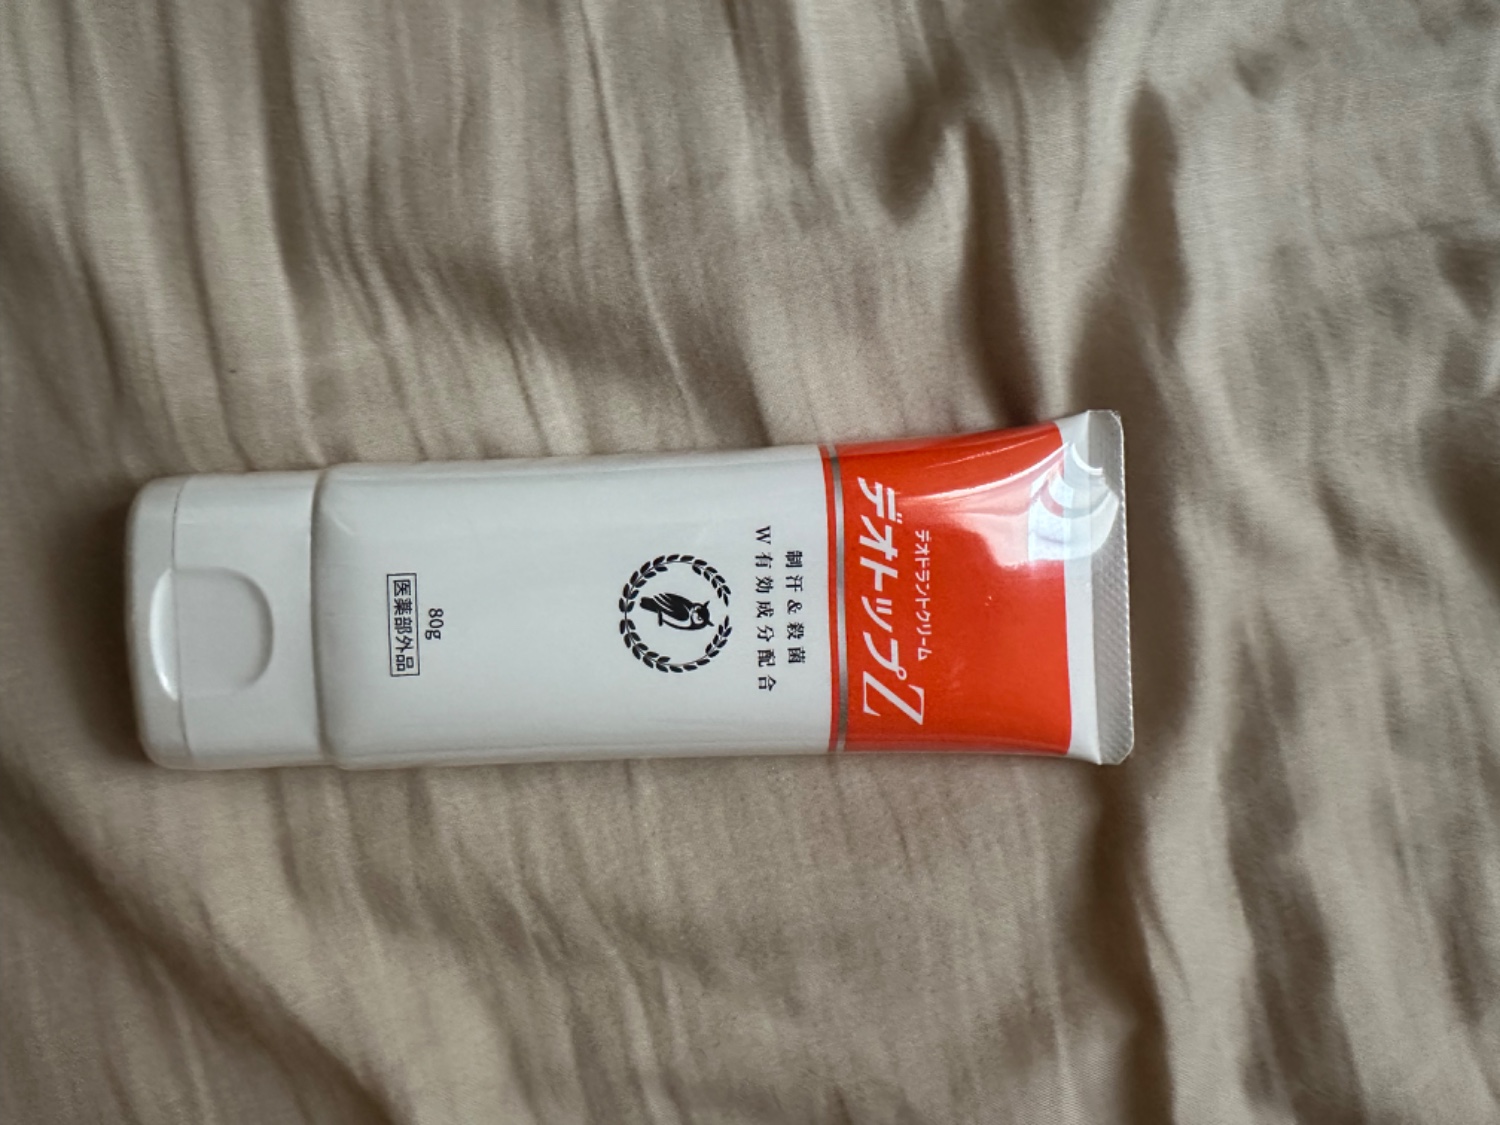 デオドラントクリーム
デオトップZ
制汗&殺菌
W有効成分配合
80g
医薬部外品